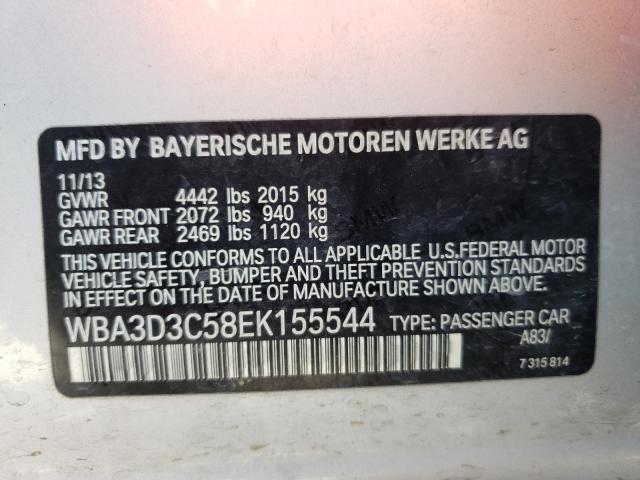 MFD BY BAYERISCHE MOTOREN WERKE AG
11/13
GVWR 4442 lbs 2015 kg
GAWR FRONT 2072 lbs 940 kg
GAWR REAR 2469 lbs 1120 kg
THIS VEHICLE CONFORMS TO ALL APPLICABLE U.S.FEDERAL MOTOR
VEHICLE SAFETY, BUMPER AND THEFT PREVENTION STANDARDS
IN EFFECT ON THE DATE OF MANUFACTURE SHOWN ABOVE.
WBA3D3C58EK155544 TYPE: PASSENGER CAR
A83/
7 315 814